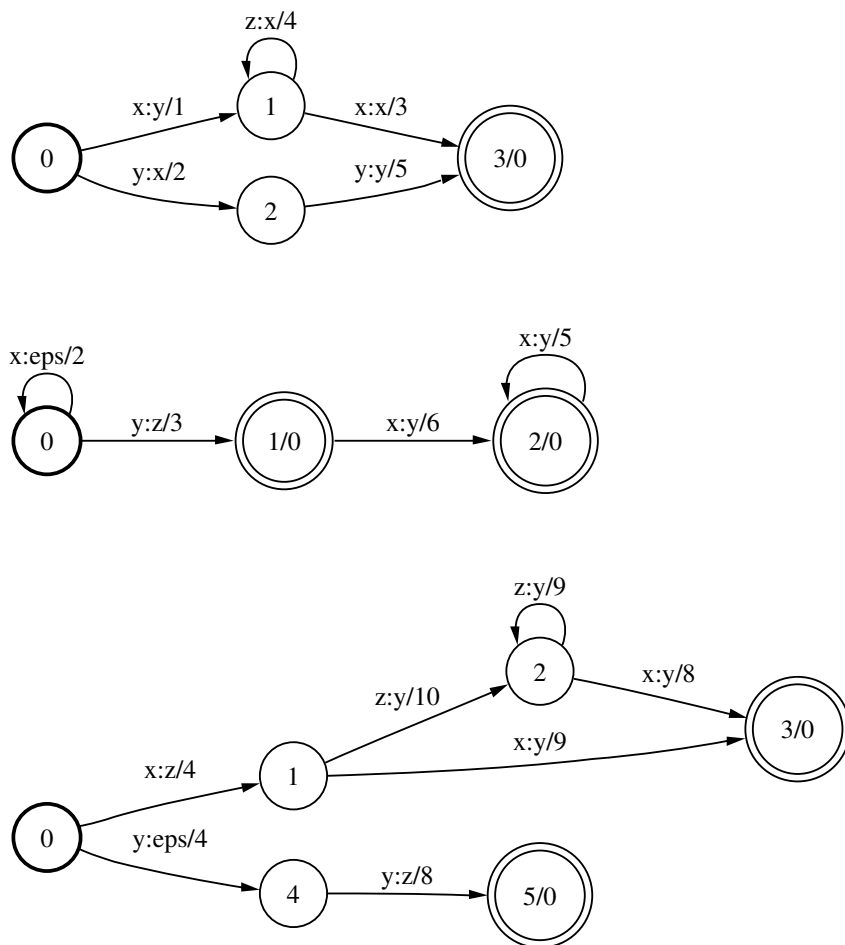 z:x/4
x:y/1
1
x:x/3
0
3/0
y:x/2
y:y/5
2
x:eps/2
x:y/5
0
y:z/3
1/0
x:y/6
2/0
z:y/9
2
x:y/8
z:y/10
3/0
x:y/9
x:z/4
1
0
y:eps/4
4
y:z/8
5/0